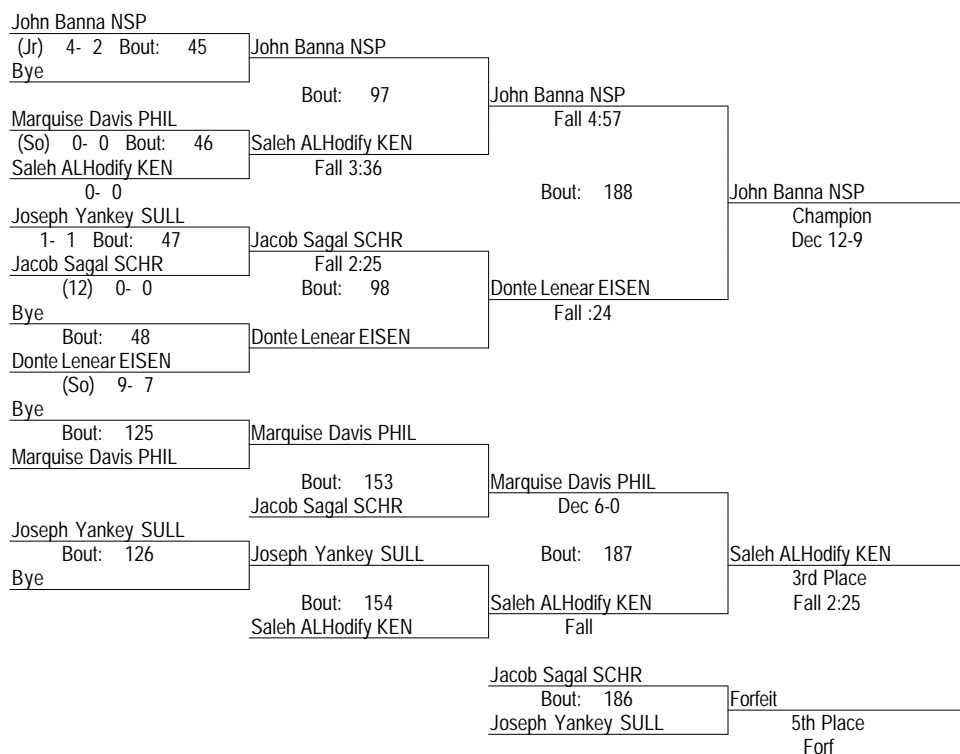 John Banna NSP
(Jr) 4- 2 Bout: 45
Bye
John Banna NSP
Bout: 97
Marquise Davis PHIL
(So) 0- 0 Bout: 46
Saleh ALHodify KEN
0- 0
Saleh ALHodify KEN
Fall 3:36
John Banna NSP
Fall 4:57
Joseph Yankey SULL
1- 1 Bout: 47
Jacob Sagal SCHR
(12) 0- 0
Jacob Sagal SCHR
Fall 2:25
Bout: 98
Bye
Bout: 48
Donte Lenear EISEN
(So) 9- 7
Donte Lenear EISEN
Donte Lenear EISEN
Fall :24
Bout: 188
John Banna NSP
Champion
Dec 12-9
Bye
Bout: 125
Marquise Davis PHIL
Marquise Davis PHIL
Bout: 153
Jacob Sagal SCHR
Marquise Davis PHIL
Dec 6-0
Joseph Yankey SULL
Bout: 126
Bye
Joseph Yankey SULL
Bout: 154
Saleh ALHodify KEN
Bout: 187
Saleh ALHodify KEN
Fall
Saleh ALHodify KEN
3rd Place
Fall 2:25
Jacob Sagal SCHR
Bout: 186
Joseph Yankey SULL
Forfeit
5th Place
Forf